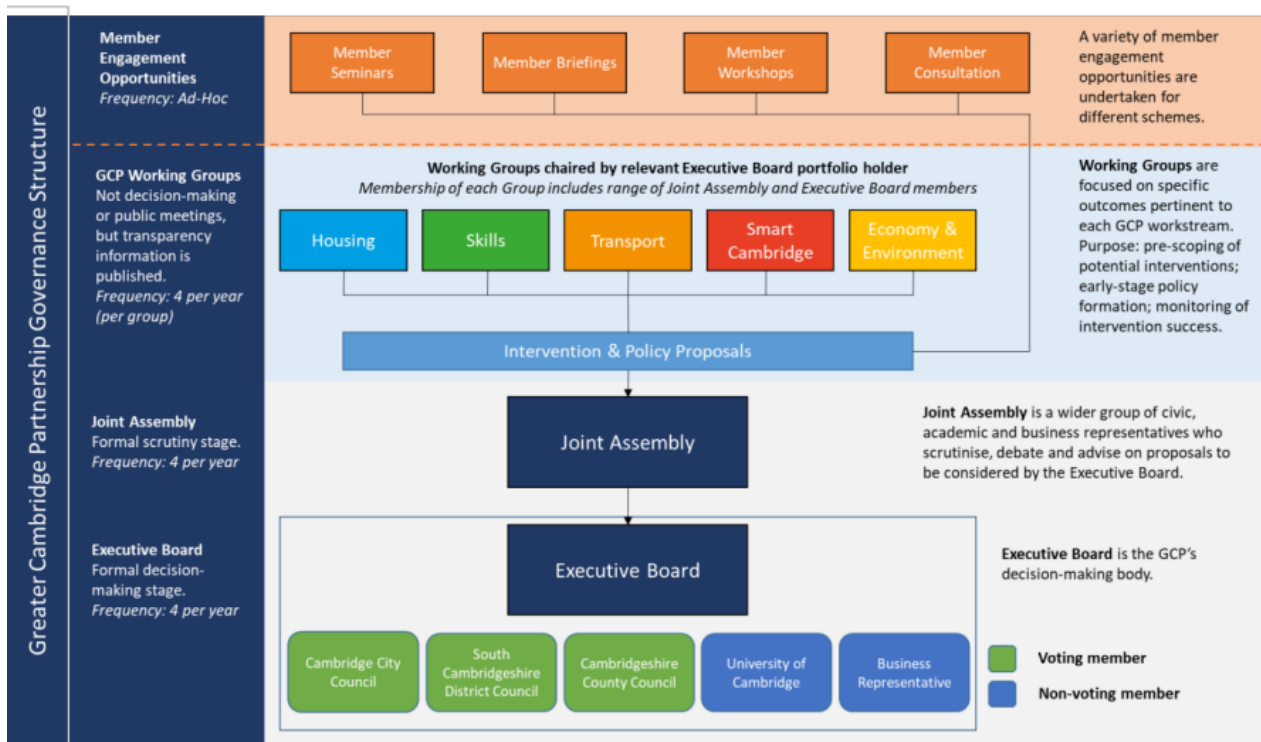 Greater Cambridge Partnership Governance Structure
Member
Engagement
Opportunities
Frequency: Ad-Hoc
Member
Seminars
Member Briefings
Member
Workshops
Member
Consultation
A variety of member
engagement
opportunities are
undertaken for
different schemes.
GCP Working Groups
Not decision-making
or public meetings,
but transparency
information is
published.
Frequency: 4 per year
(per group)
Working Groups chaired by relevant Executive Board portfolio holder
Membership of each Group includes range of Joint Assembly and Executive Board members
Housing
Skills
Transport
Smart
Cambridge
Economy &
Environment
Intervention & Policy Proposals
Working Groups are
focused on specific
outcomes pertinent to
each GCP workstream.
Purpose: pre-scoping of
potential interventions;
early-stage policy
formation; monitoring of
intervention success.
Joint Assembly
Formal scrutiny stage.
Frequency: 4 per year
Joint Assembly
Joint Assembly is a wider group of civic,
academic and business representatives who
scrutinise, debate and advise on proposals to
be considered by the Executive Board.
Executive Board
Formal decision-
making stage.
Frequency: 4 per year
Executive Board
Executive Board is the GCP's
decision-making body.
Cambridge City
Council
South
Cambridgeshire
District Council
Cambridgeshire
County Council
University of
Cambridge
Business
Representative
Voting member
Non-voting member